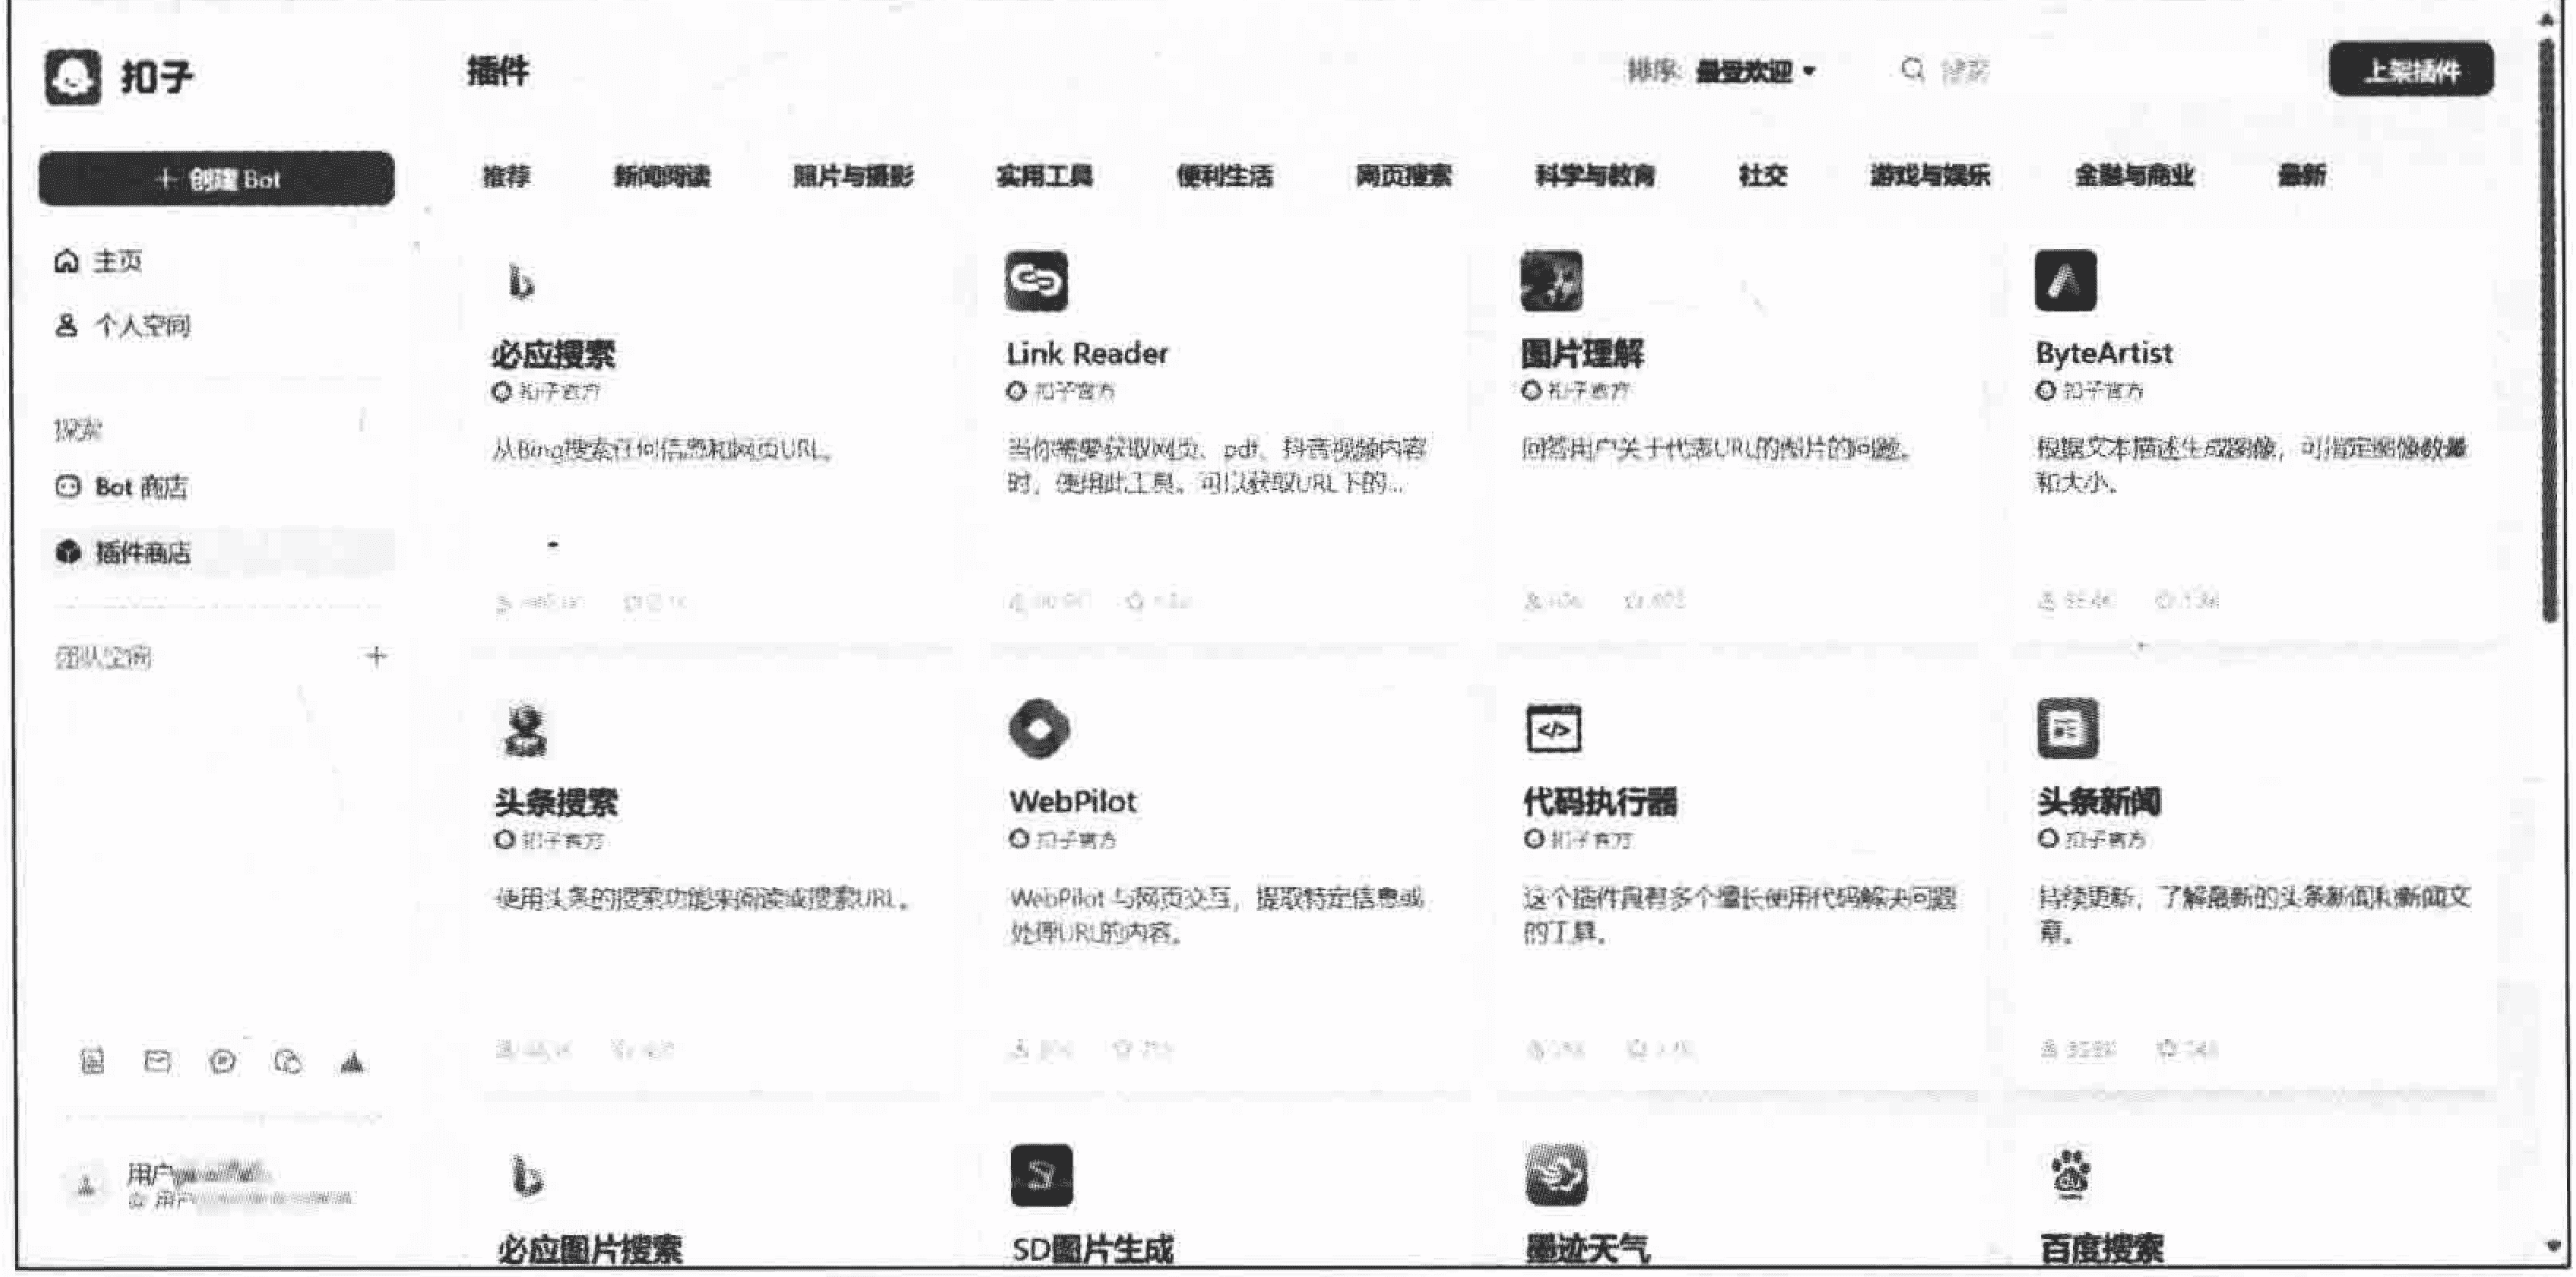 扣子
插件
排序: 最受欢迎
搜索
上架插件
+ 创建 Bot
推荐 新闻阅读 照片与摄影 实用工具 便利生活 网页搜索 科学与教育 社交 游戏与娱乐 金融与商业 最新
主页
个人空间
探索
Bot 商店
插件商店
团队空间 +
用户
用户
必应搜索
扣子官方
从Bing搜索任何信息和网页URL。
Link Reader
扣子官方
当你需要获取网页、pdf、抖音视频内容
时，使用此工具。可以获取URL下的...
图片理解
扣子官方
回答用户关于代表URL的图片的问题。
ByteArtist
扣子官方
根据文本描述生成图像，可指定图像数量
和大小。
头条搜索
扣子官方
使用头条的搜索功能来阅读或搜索URL。
WebPilot
扣子官方
WebPilot 与网页交互，提取特定信息或
处理URL的内容。
代码执行器
扣子官方
这个插件具有多个擅长使用代码解决问题
的工具。
头条新闻
扣子官方
持续更新，了解最新的头条新闻和新闻文
章。
必应图片搜索
SD图片生成
墨迹天气
百度搜索